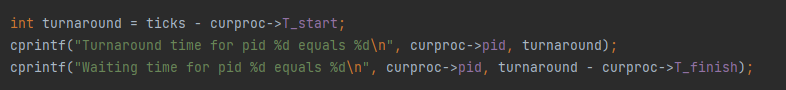 int turnaround = ticks - curproc->T_start;
cprintf("Turnaround time for pid %d equals %d\n", curproc->pid, turnaround);
cprintf("Waiting time for pid %d equals %d\n", curproc->pid, turnaround - curproc->T_finish);